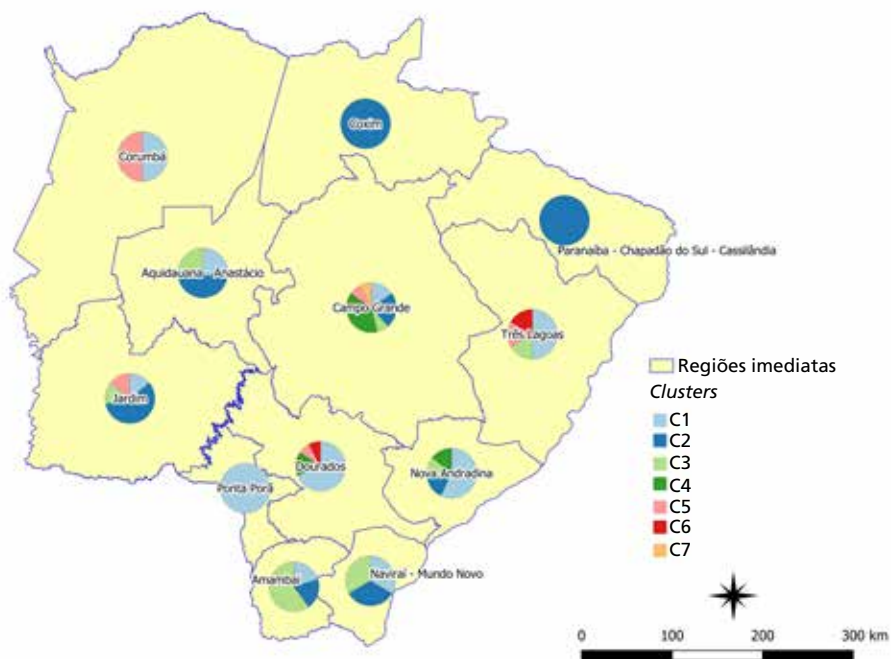 Coxim
Corumbá
Paranaíba - Chapadão do Sul - Cassilândia
Aquidauana - Anastácio
Campo Grande
Três Lagoas
Jardim
Dourados
Nova Andradina
Ponta Porã
Amambai
Naviraí - Mundo Novo
Regiões imediatas
Clusters
C1
C2
C3
C4
C5
C6
C7
0 100 200 300 km